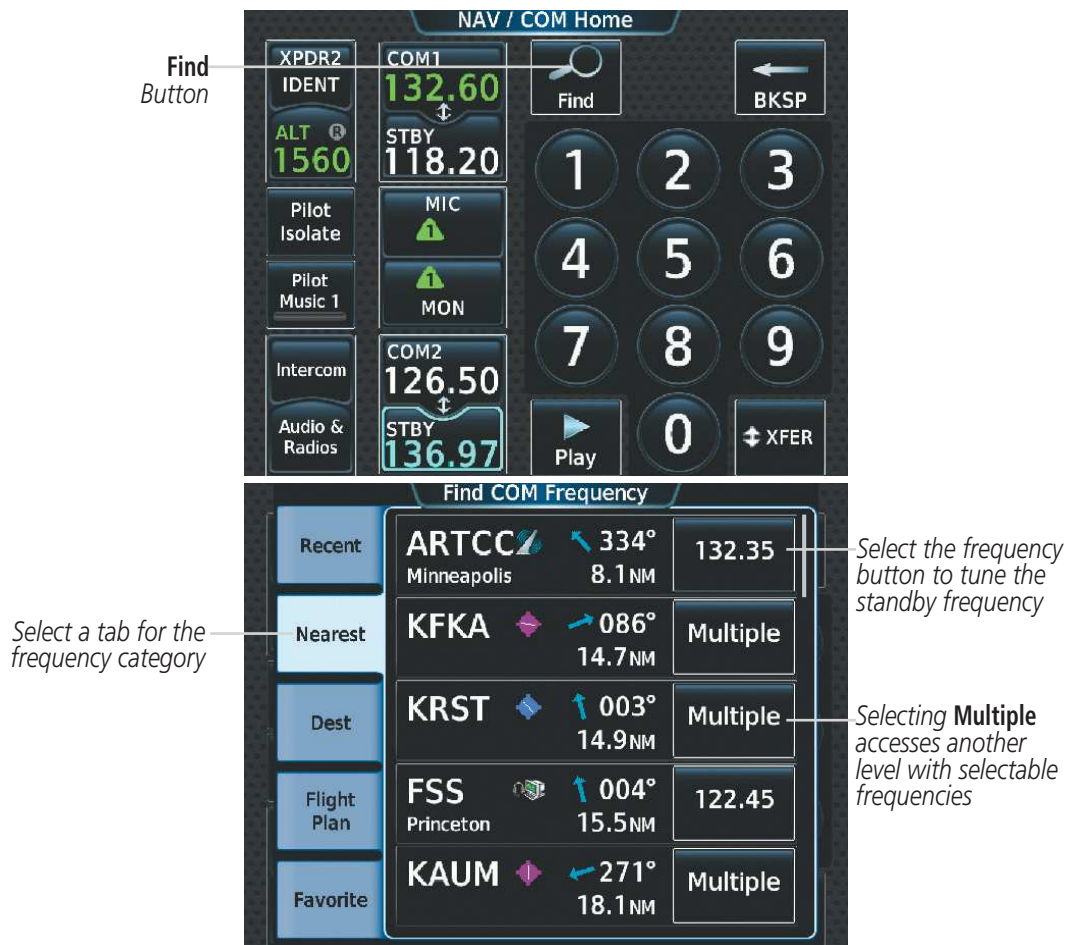 NAV / COM Home
Find
Button
XPDR2
IDENT
ALT R
1560
Pilot
Isolate
Pilot
Music 1
Intercom
Audio &
Radios
COM1
132.60
STBY
118.20
MIC
1
1
MON
COM2
126.50
STBY
136.97
Find
BKSP
1 2 3
4 5 6
7 8 9
Play
0
XFER
Find COM Frequency
Select a tab for the
frequency category
Recent
Nearest
Dest
Flight
Plan
Favorite
ARTCC 334°
Minneapolis 8.1NM
132.35
KFKA 086°
14.7NM
Multiple
KRST 003°
14.9NM
Multiple
FSS 004°
Princeton 15.5NM
122.45
KAUM 271°
18.1NM
Multiple
Select the frequency
button to tune the
standby frequency
Selecting Multiple
accesses another
level with selectable
frequencies